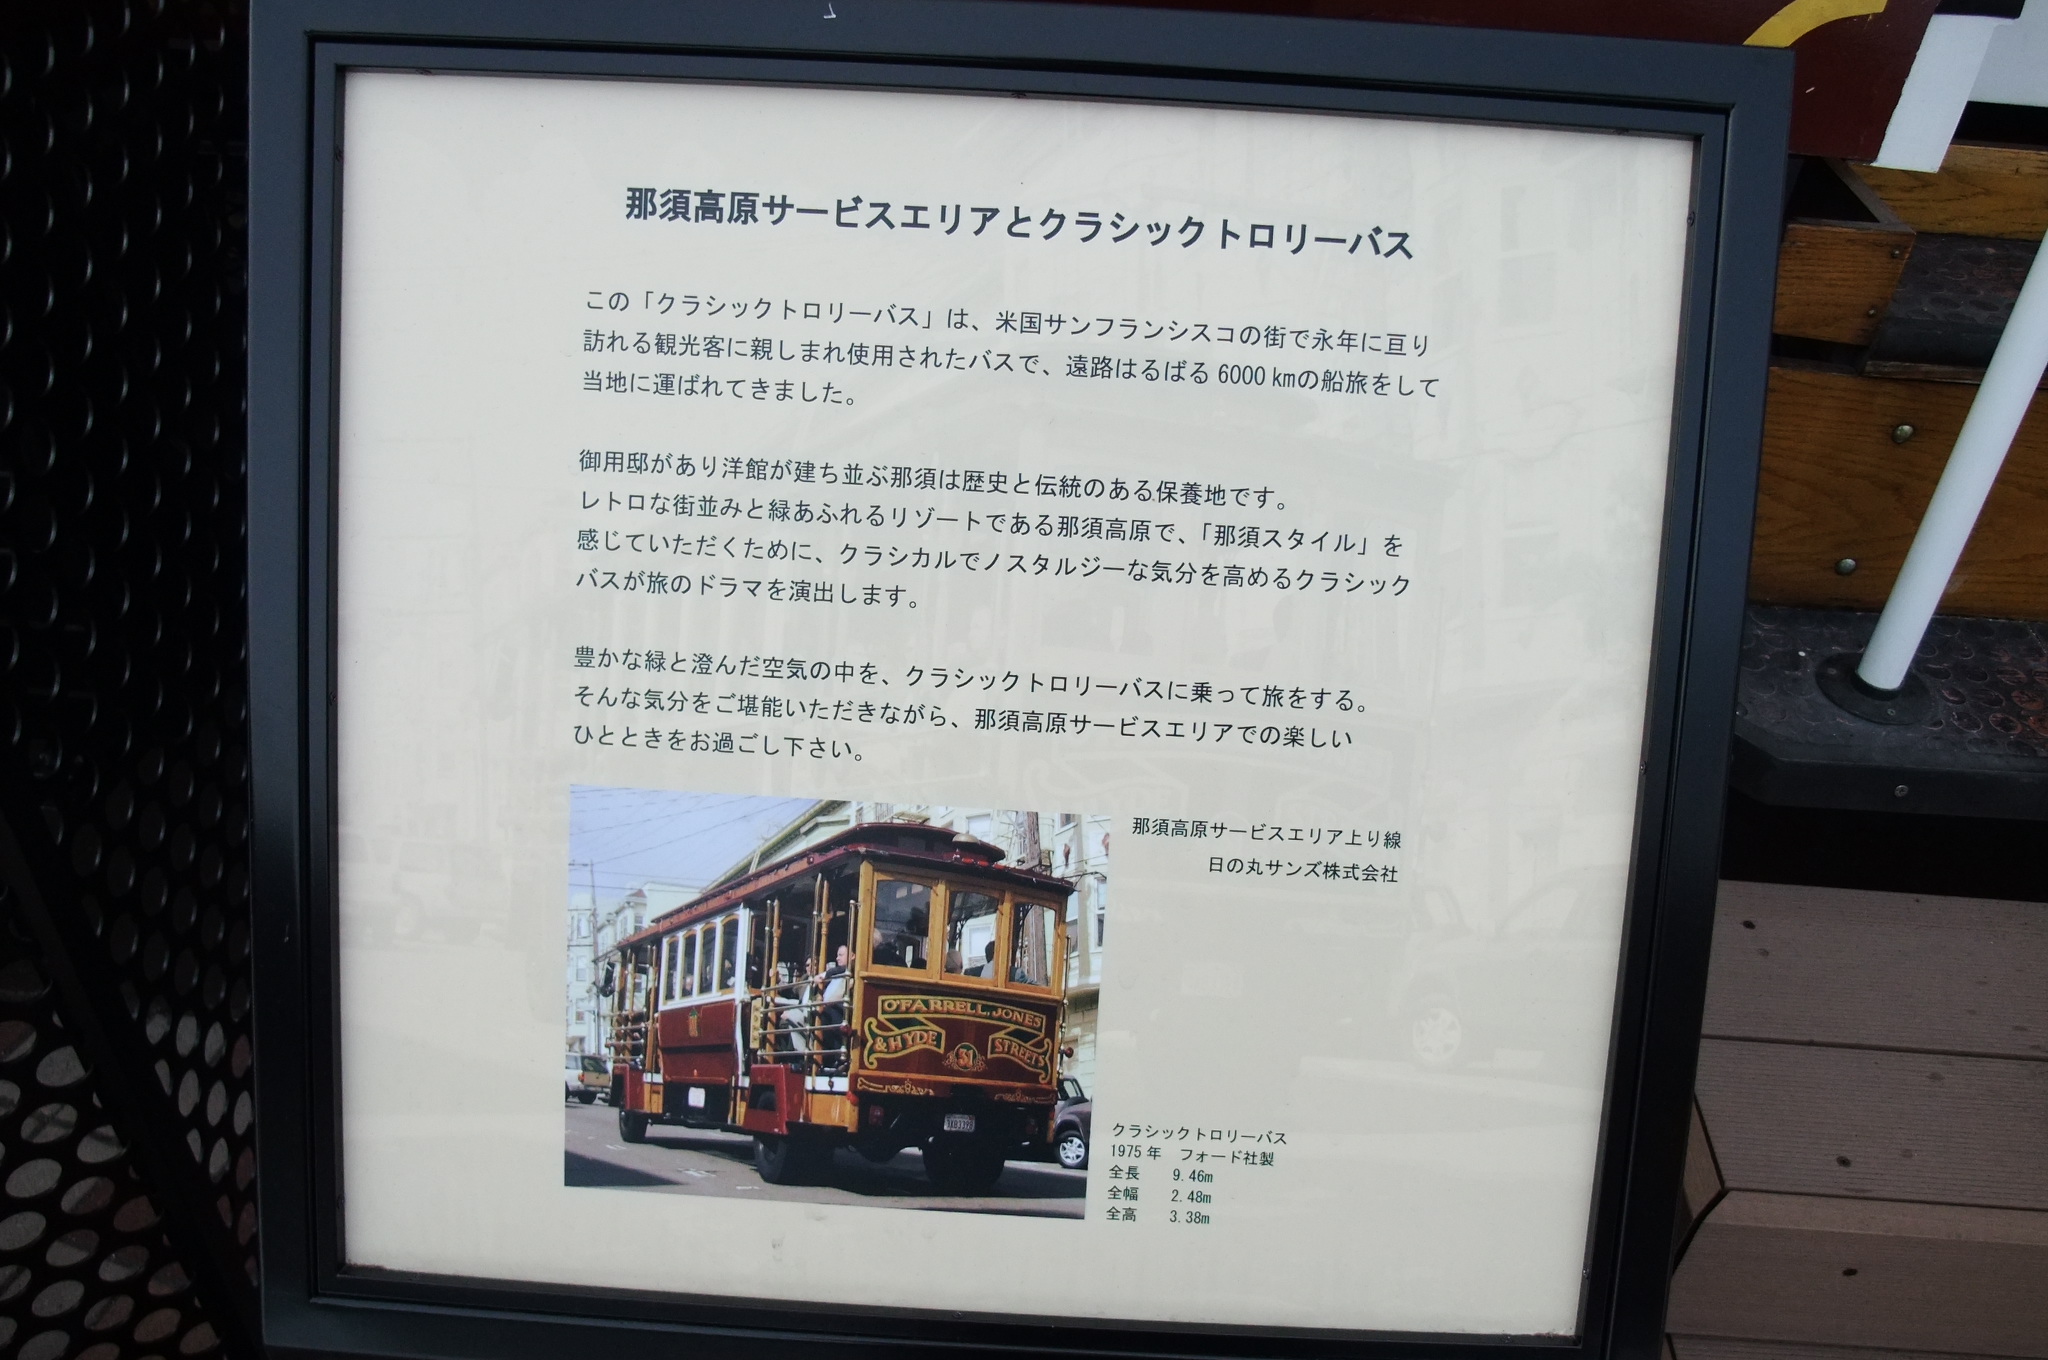 那須高原サービスエリアとクラシックトロリーバス
この「クラシックトロリーバス」は、米国サンフランシスコの街で永年に亘り
訪れる観光客に親しまれ使用されたバスで、遠路はるばる6000kmの船旅をして
当地に運ばれてきました。
御用邸があり洋館が建ち並ぶ那須は歴史と伝統のある保養地です。
レトロな街並みと緑あふれるリゾートである那須高原で、「那須スタイル」を
感じていただくために、クラシカルでノスタルジーな気分を高めるクラシック
バスが旅のドラマを演出します。
豊かな緑と澄んだ空気の中を、クラシックトロリーバスに乗って旅をする。
そんな気分をご堪能いただきながら、那須高原サービスエリアでの楽しい
ひとときをお過ごし下さい。
那須高原サービスエリア上り線
日の丸サンズ株式会社
O'FARRELL, JONES
& HYDE STREETS
31
クラシックトロリーバス
1975年 フォード社製
全長 9.46m
全幅 2.48m
全高 3.38m